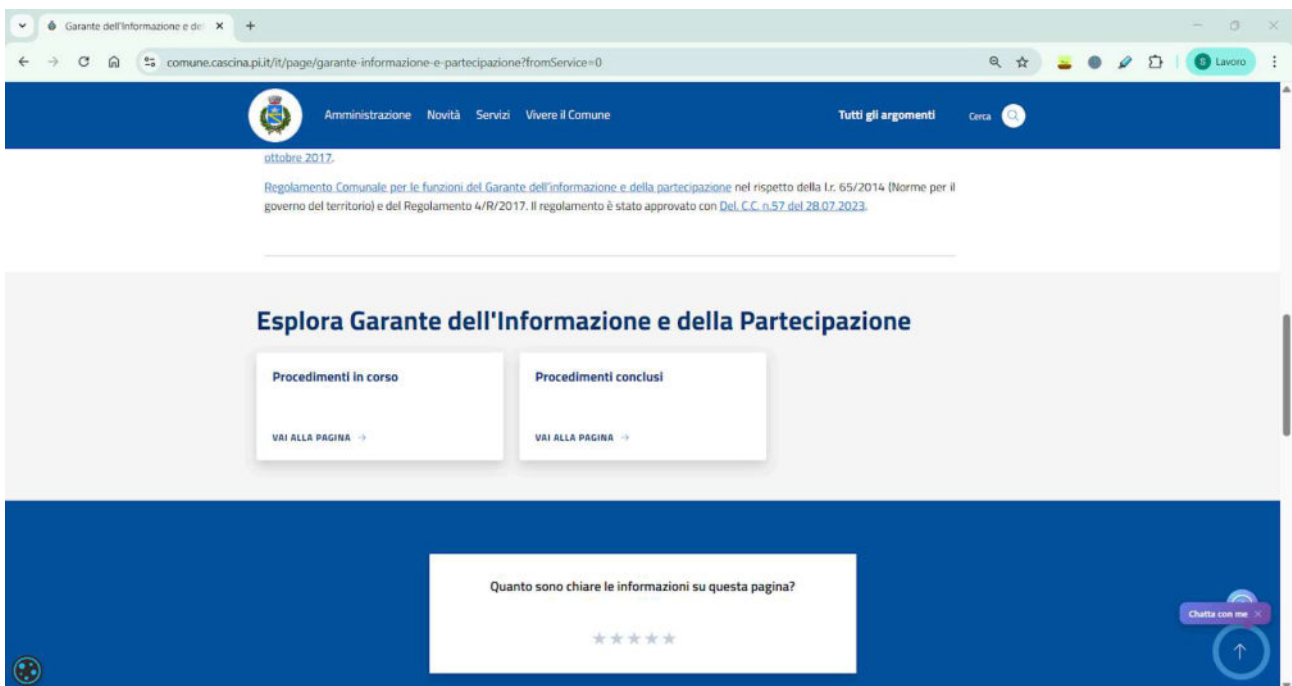 Garante dell'Informazione e de
comune.cascina.pi.it/it/page/garante-informazione-e-partecipazione?fromService=0
S Lavoro
Amministrazione Novità Servizi Vivere il Comune Tutti gli argomenti Cerca
ottobre 2017.
Regolamento Comunale per le funzioni del Garante dell'informazione e della partecipazione nel rispetto della l.r. 65/2014 (Norme per il
governo del territorio) e del Regolamento 4/R/2017. Il regolamento è stato approvato con Del. C.C. n.57 del 28.07.2023.
Esplora Garante dell'Informazione e della Partecipazione
Procedimenti in corso Procedimenti conclusi
VAI ALLA PAGINA → VAI ALLA PAGINA →
Quanto sono chiare le informazioni su questa pagina?
Chatta con me